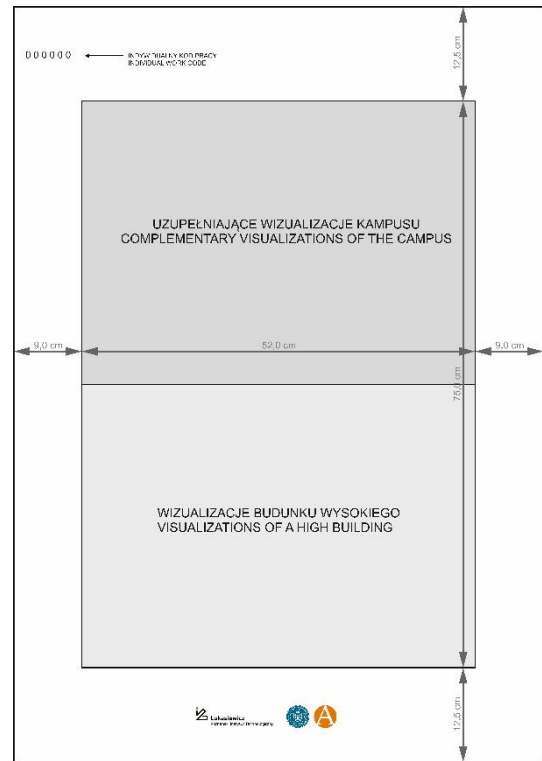 000000
INDYWIDUALNY KOD PRACY
INDIVIDUAL WORK CODE
12,5 cm
UZUPEŁNIAJĄCE WIZUALIZACJE KAMPUSU
COMPLEMENTARY VISUALIZATIONS OF THE CAMPUS
9,0 cm
52,0 cm
9,0 cm
75,0 cm
WIZUALIZACJE BUDUNKU WYSOKIEGO
VISUALIZATIONS OF A HIGH BUILDING
12,5 cm
Łukasiewicz